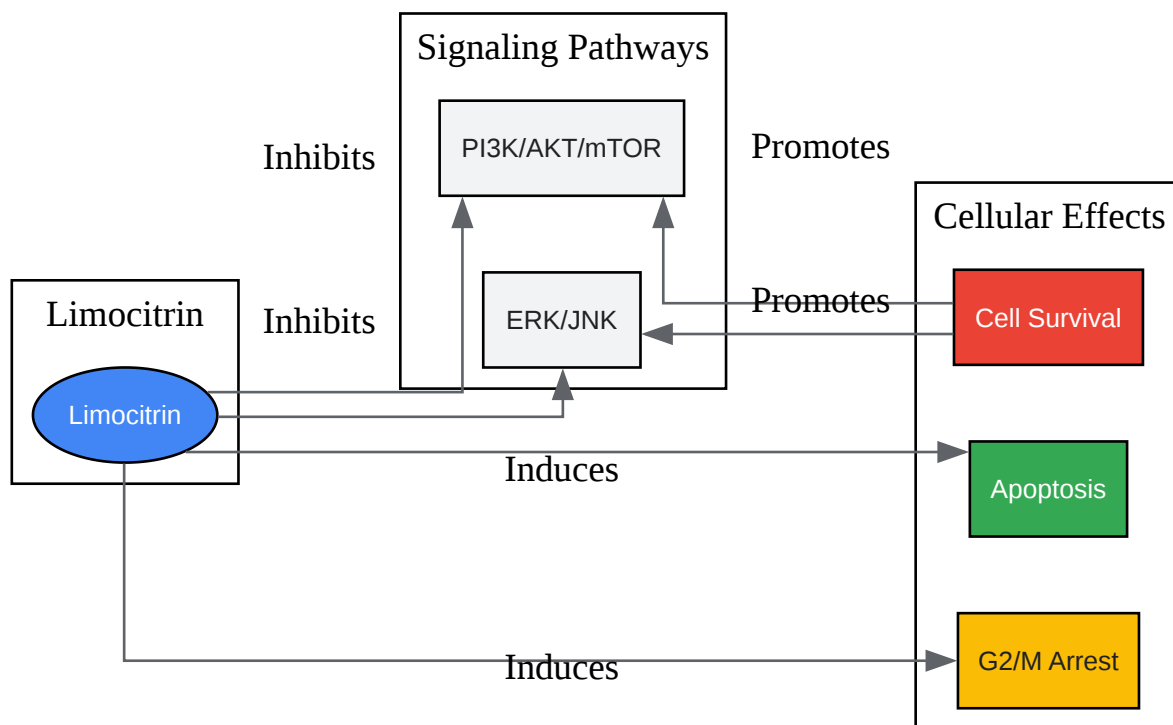 Signaling Pathways
PI3K/AKT/mTOR
Inhibits
Promotes
Cellular Effects
Limocitrin
Inhibits
ERK/JNK
Promotes
Cell Survival
Limocitrin
Induces
Apoptosis
Induces
G2/M Arrest